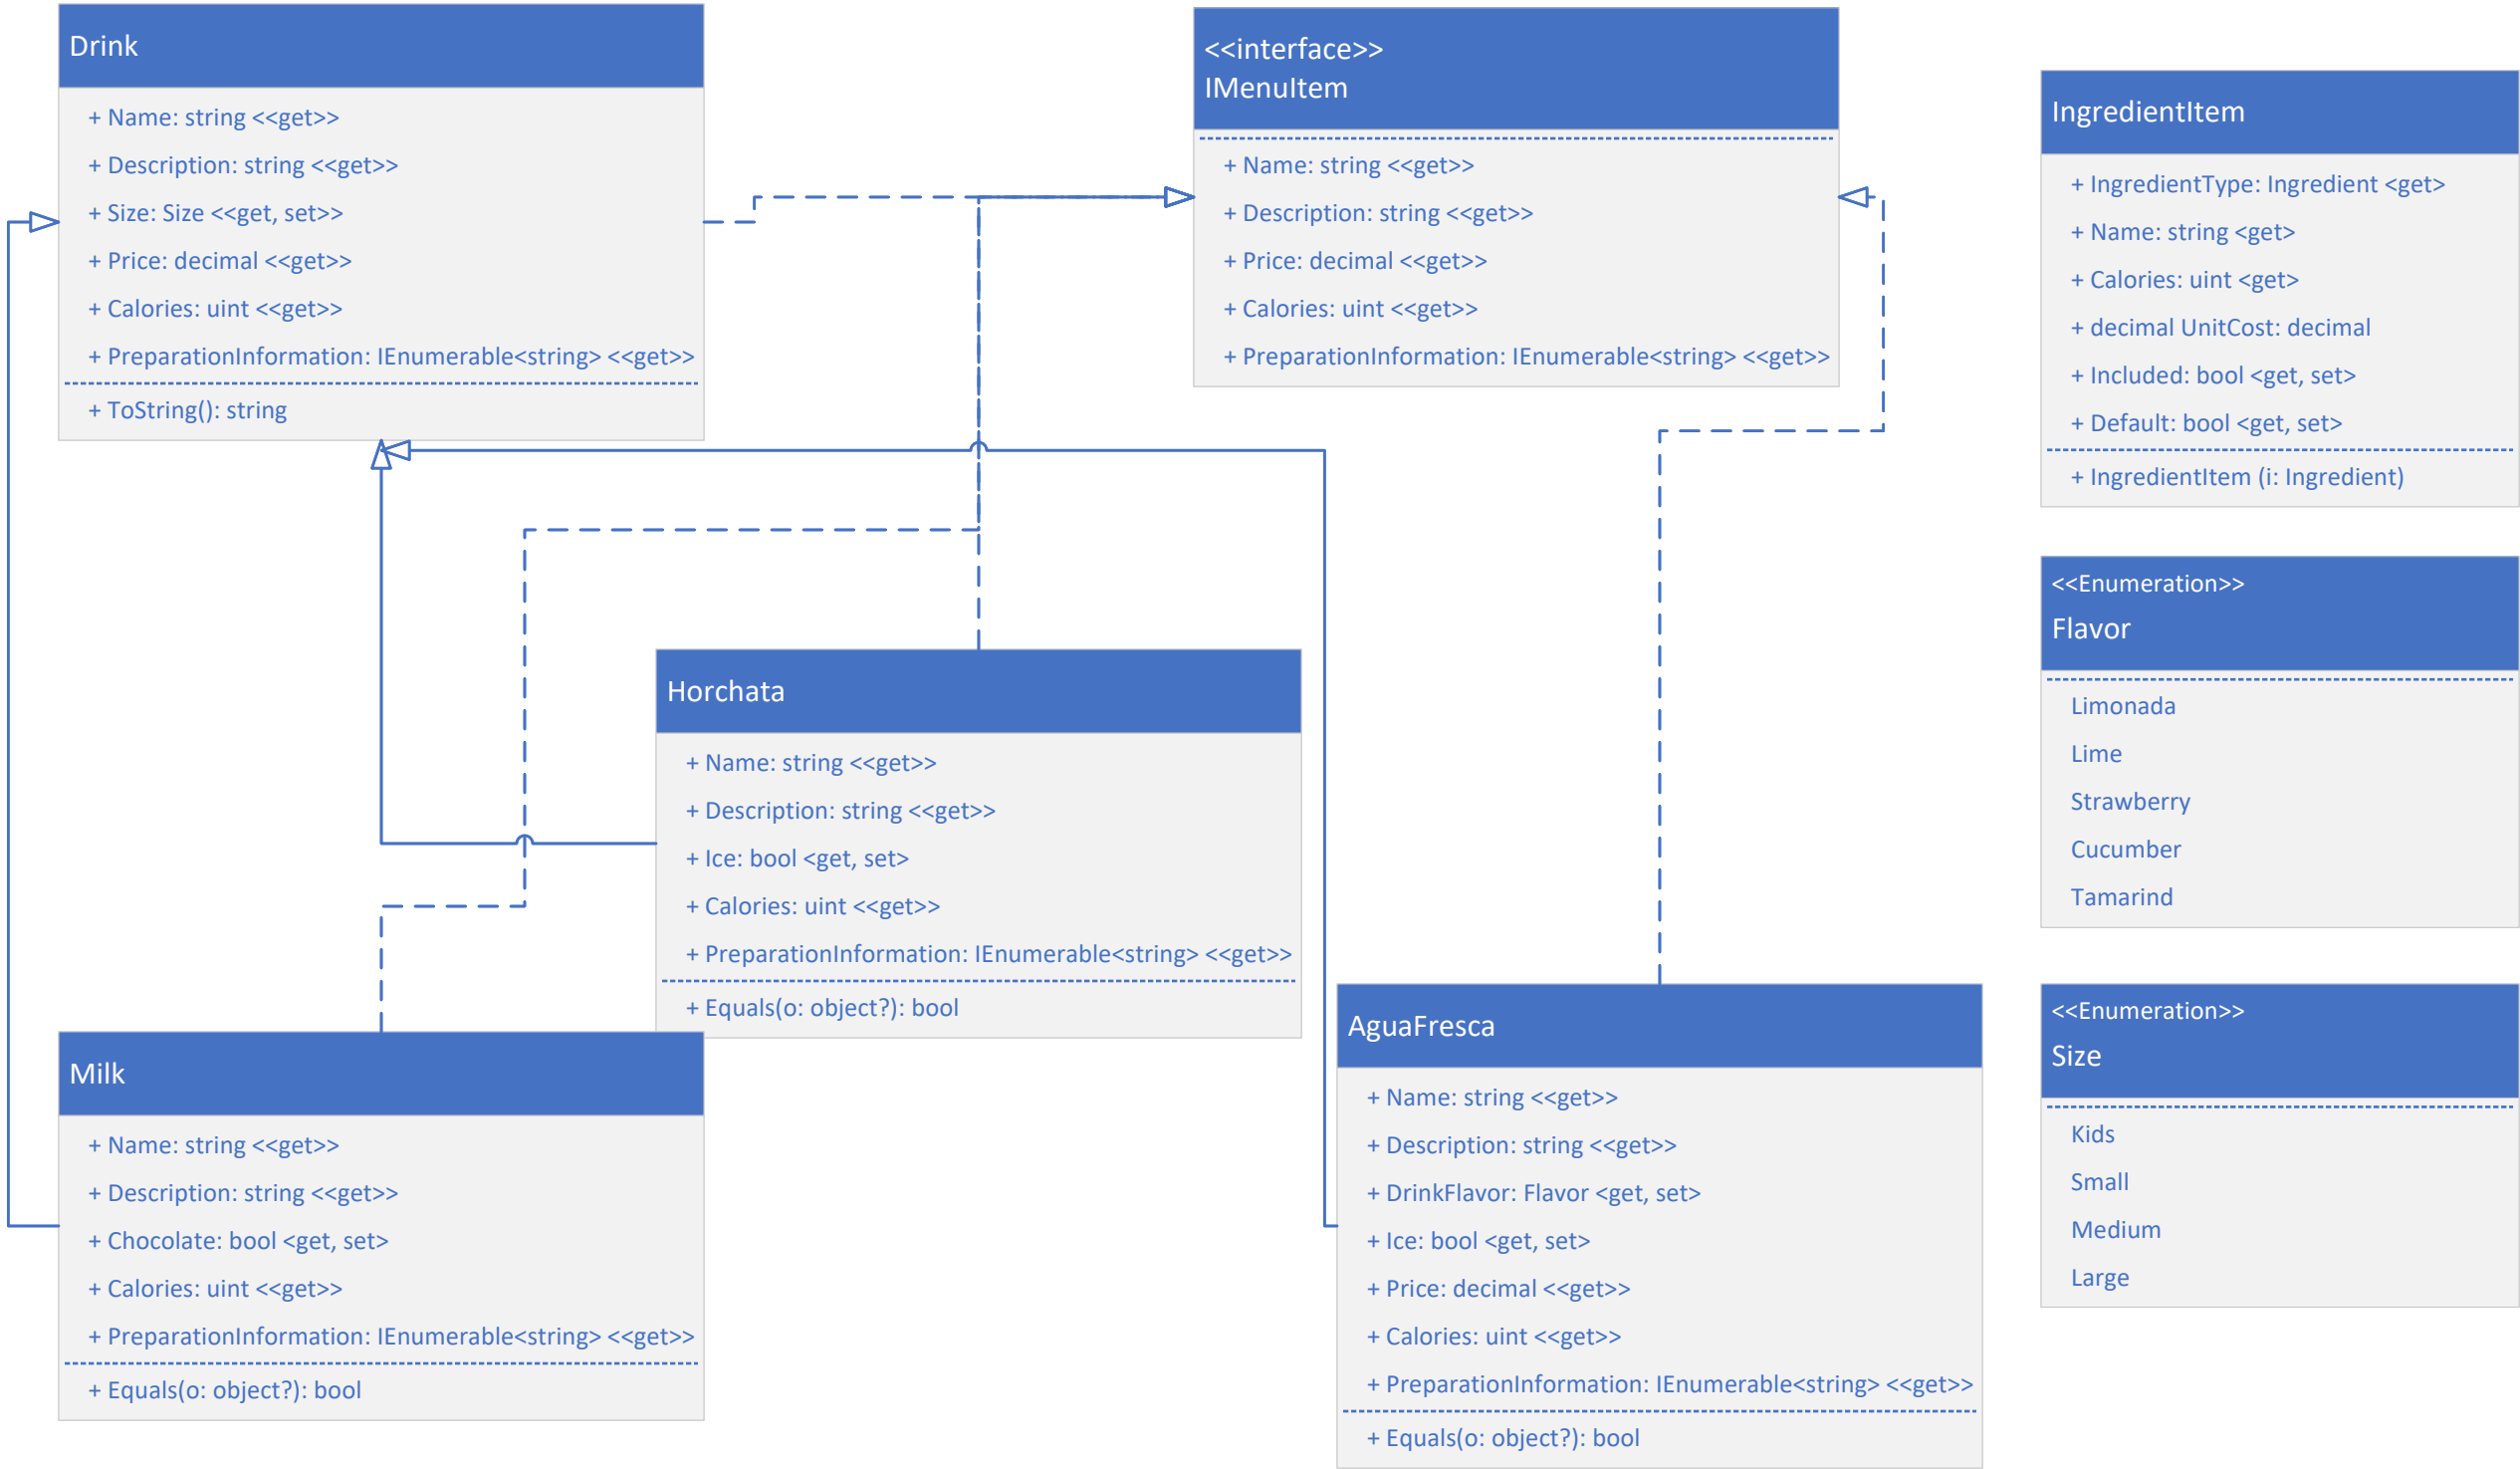 Drink
+ Name: string <<get>>
+ Description: string <<get>>
+ Size: Size <<get, set>>
+ Price: decimal <<get>>
+ Calories: uint <<get>>
+ PreparationInformation: IEnumerable<string> <<get>>
+ ToString(): string
<<interface>>
IMenuItem
+ Name: string <<get>>
+ Description: string <<get>>
+ Price: decimal <<get>>
+ Calories: uint <<get>>
+ PreparationInformation: IEnumerable<string> <<get>>
IngredientItem
+ IngredientType: Ingredient <get>
+ Name: string <get>
+ Calories: uint <get>
+ decimal UnitCost: decimal
+ Included: bool <get, set>
+ Default: bool <get, set>
+ IngredientItem (i: Ingredient)
<<Enumeration>>
Flavor
Limonada
Lime
Strawberry
Cucumber
Tamarind
Horchata
+ Name: string <<get>>
+ Description: string <<get>>
+ Ice: bool <get, set>
+ Calories: uint <<get>>
+ PreparationInformation: IEnumerable<string> <<get>>
+ Equals(o: object?): bool
Milk
+ Name: string <<get>>
+ Description: string <<get>>
+ Chocolate: bool <get, set>
+ Calories: uint <<get>>
+ PreparationInformation: IEnumerable<string> <<get>>
+ Equals(o: object?): bool
AguaFresca
+ Name: string <<get>>
+ Description: string <<get>>
+ DrinkFlavor: Flavor <get, set>
+ Ice: bool <get, set>
+ Price: decimal <<get>>
+ Calories: uint <<get>>
+ PreparationInformation: IEnumerable<string> <<get>>
+ Equals(o: object?): bool
<<Enumeration>>
Size
Kids
Small
Medium
Large